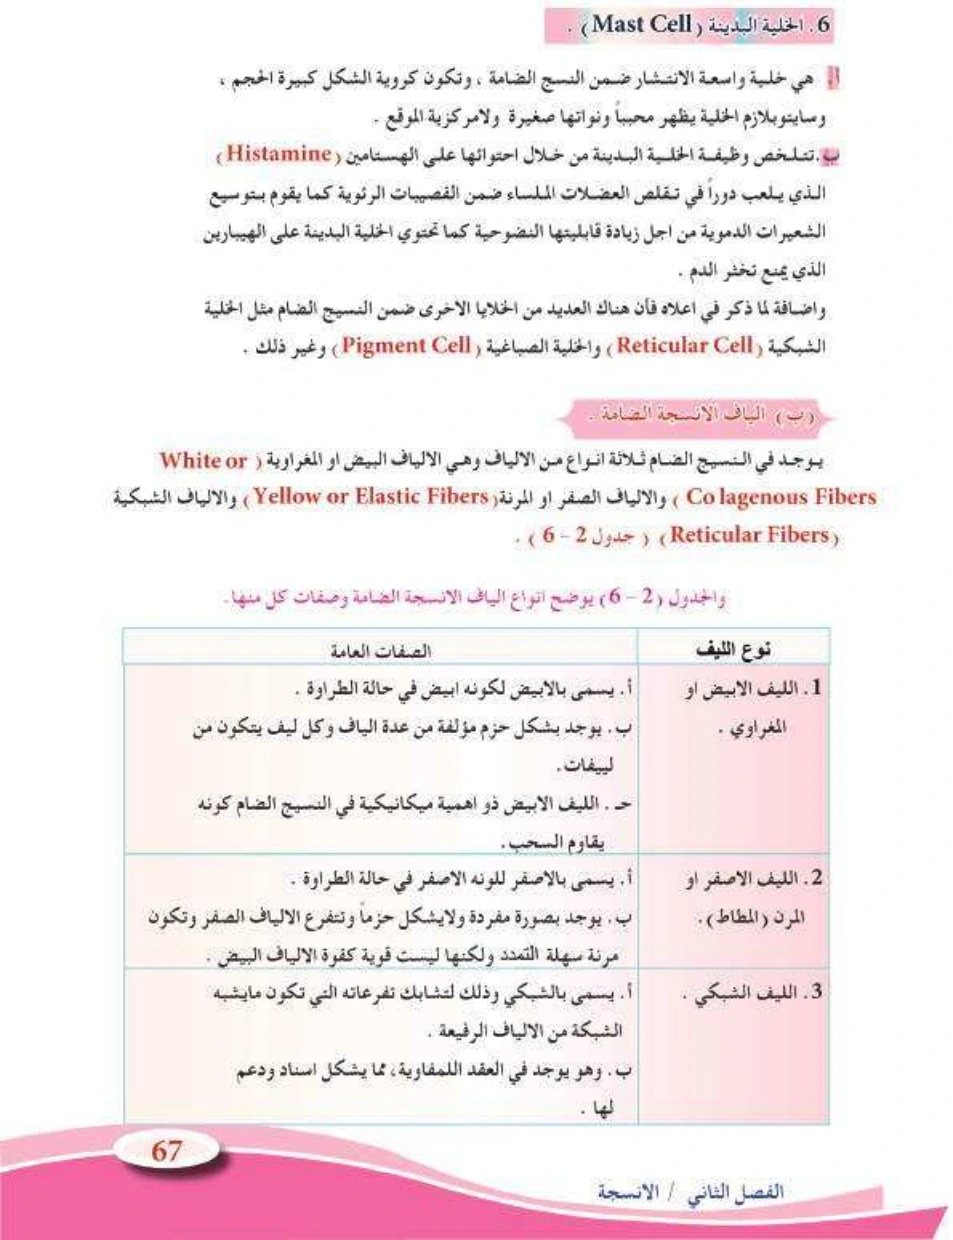 6. الخلية البدينة (Mast Cell) .
أ. هي خلية واسعة الانتشار ضمن النسج الضامة ، وتكون كروية الشكل كبيرة الحجم ،
وسايتوبلازم الخلية يظهر محبباً ونواتها صغيرة ولامركزية الموقع .
ب.تتلخص وظيفة الخلية البدينة من خلال احتوائها على الهستامين (Histamine)
الذي يلعب دوراً في تقلص العضلات الملساء ضمن القصيبات الرئوية كما يقوم بتوسيع
الشعيرات الدموية من اجل زيادة قابليتها النضوحية كما تحتوي الخلية البدينة على الهيبارين
الذي يمنع تخثر الدم .
واضافة لما ذكر في اعلاه فأن هناك العديد من الخلايا الاخرى ضمن النسيج الضام مثل الخلية
الشبكية (Reticular Cell) والخلية الصباغية (Pigment Cell) وغير ذلك .
(ب) الياف الانسجة الضامة .
يوجد في النسيج الضام ثلاثة انواع من الالياف وهي الالياف البيض او المغراوية (White or
Co lagenous Fibers) والالياف الصفر او المرنة(Yellow or Elastic Fibers) والالياف الشبكية
(Reticular Fibers) ( جدول 2 - 6 ) .
والجدول (2 - 6) يوضح انواع الياف الانسجة الضامة وصفات كل منها.
نوع الليف
الصفات العامة
1. الليف الابيض او
المغراوي .
أ. يسمى بالابيض لكونه ابيض في حالة الطراوة .
ب. يوجد بشكل حزم مؤلفة من عدة الياف وكل ليف يتكون من
لييفات.
حـ . الليف الابيض ذو اهمية ميكانيكية في النسيج الضام كونه
يقاوم السحب.
2. الليف الاصفر او
المرن (المطاط).
أ. يسمى بالاصفر للونه الاصفر في حالة الطراوة .
ب. يوجد بصورة مفردة ولايشكل حزماً وتتفرع الالياف الصفر وتكون
مرنة سهلة التمدد ولكنها ليست قوية كقوة الالياف البيض .
3. الليف الشبكي .
أ. يسمى بالشبكي وذلك لتشابك تفرعاته التي تكون مايشبه
الشبكة من الالياف الرفيعة .
ب. وهو يوجد في العقد اللمفاوية، مما يشكل اسناد ودعم
لها .
67
الفصل الثاني / الانسجة